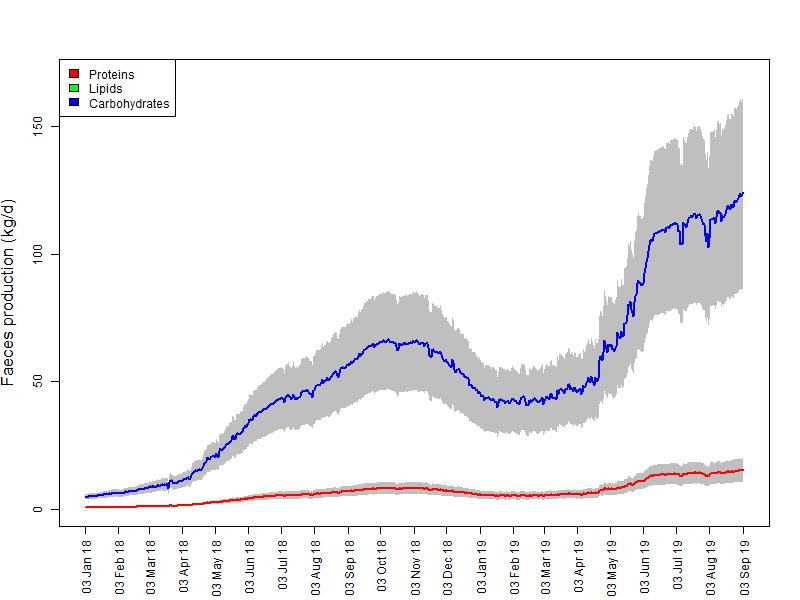 Proteins
Lipids
Carbohydrates
Faeces production (Kg/d)
150
100
50
0
03 Jan 18
03 Feb 18
03 Mar 18
03 Apr 18
03 May 18
03 Jun 18
03 Jul 18
03 Aug 18
03 Sep 18
03 Oct 18
03 Nov 18
03 Dec 18
03 Jan 19
03 Feb 19
03 Mar 19
03 Apr 19
03 May 19
03 Jun 19
03 Jul 19
03 Aug 19
03 Sep 19